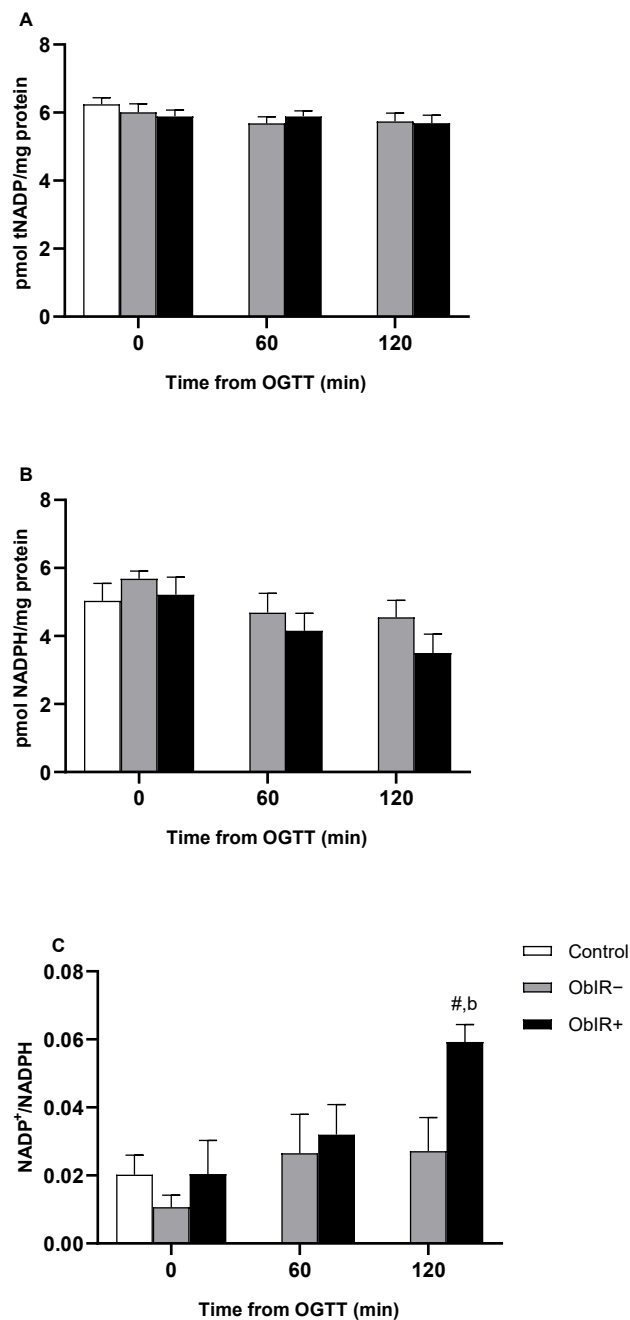 A
pmol tNADP/mg protein
8
6
4
2
0
0 60 120
Time from OGTT (min)
B
pmol NADPH/mg protein
8
6
4
2
0
0 60 120
Time from OGTT (min)
C
NADP⁺/NADPH
0.08
0.06
0.04
0.02
0.00
#,b
0 60 120
Time from OGTT (min)
Control
ObIR−
ObIR+